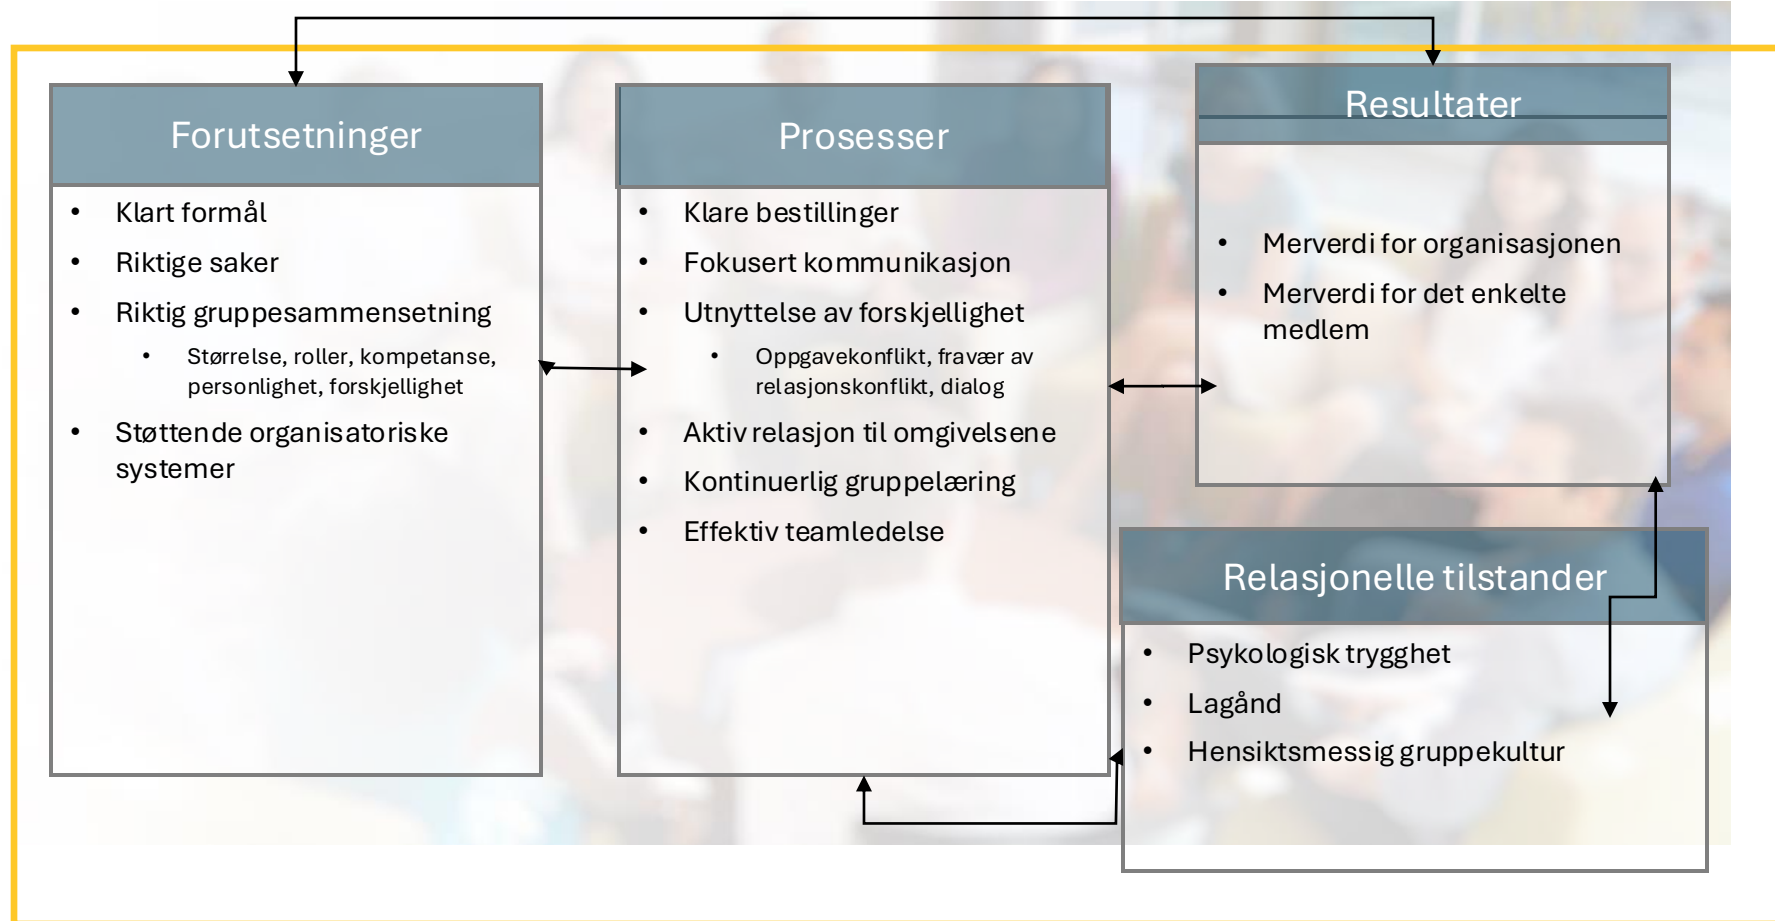 Forutsetninger
• Klart formål
• Riktige saker
• Riktig gruppesammensetning
• Størrelse, roller, kompetanse,
personlighet, forskjellighet
• Støttende organisatoriske
systemer
Prosesser
• Klare bestillinger
• Fokusert kommunikasjon
• Utnyttelse av forskjellighet
• Oppgavekonflikt, fravær av
relasjonskonflikt, dialog
• Aktiv relasjon til omgivelsene
• Kontinuerlig gruppelæring
• Effektiv teamledelse
Resultater
• Merverdi for organisasjonen
• Merverdi for det enkelte
medlem
Relasjonelle tilstander
• Psykologisk trygghet
• Lagånd
• Hensiktsmessig gruppekultur